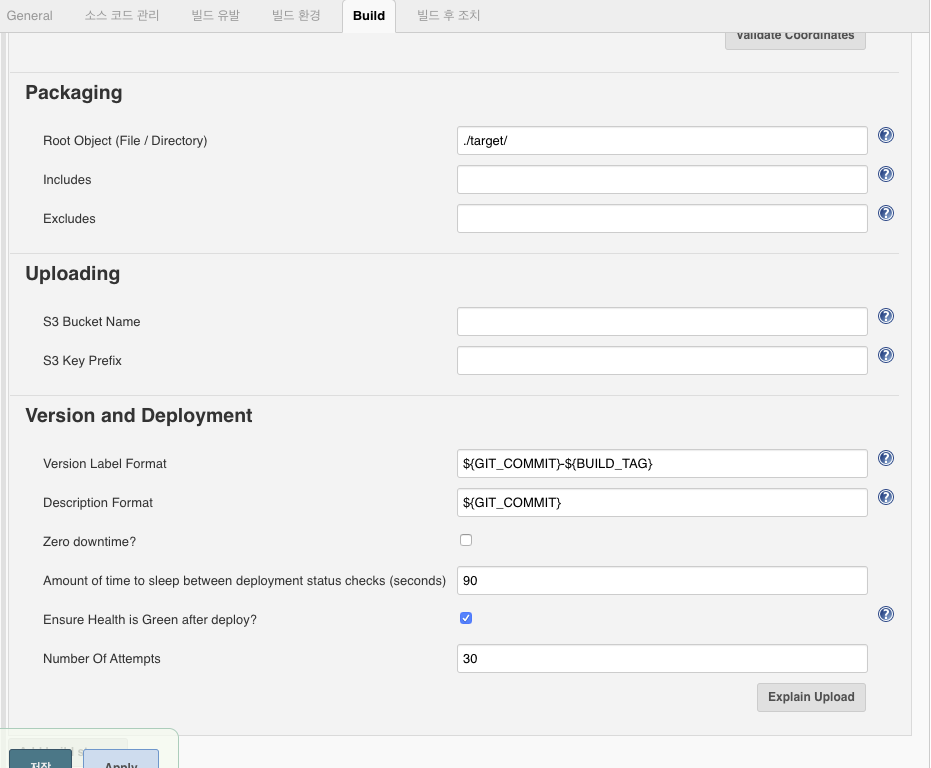 General 소스 코드 관리 빌드 유발 빌드 환경 Build 빌드 후 조치
Validate Coordinates
Packaging
Root Object (File / Directory) ./target/
Includes
Excludes
Uploading
S3 Bucket Name
S3 Key Prefix
Version and Deployment
Version Label Format ${GIT_COMMIT}-${BUILD_TAG}
Description Format ${GIT_COMMIT}
Zero downtime?
Amount of time to sleep between deployment status checks (seconds) 90
Ensure Health is Green after deploy?
Number Of Attempts 30
Explain Upload
저장 Apply